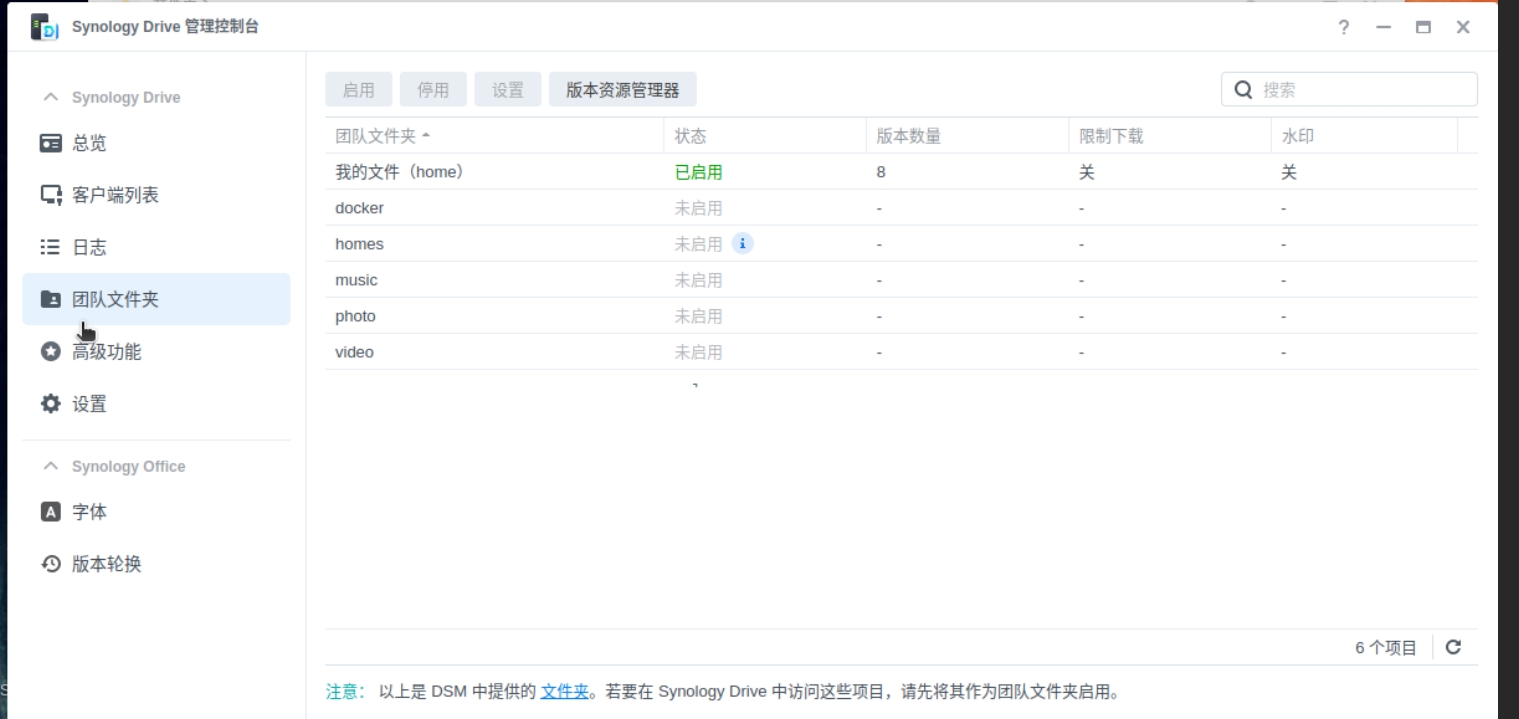 Synology Drive 管理控制台
Synology Drive
总览
客户端列表
日志
团队文件夹
高级功能
设置
Synology Office
字体
版本轮换
启用 停用 设置 版本资源管理器 搜索
团队文件夹 状态 版本数量 限制下载 水印
我的文件（home） 已启用 8 关 关
docker 未启用 - - -
homes 未启用 - - -
music 未启用 - - -
photo 未启用 - - -
video 未启用 - - -
6 个项目
注意： 以上是 DSM 中提供的 文件夹。若要在 Synology Drive 中访问这些项目，请先将其作为团队文件夹启用。